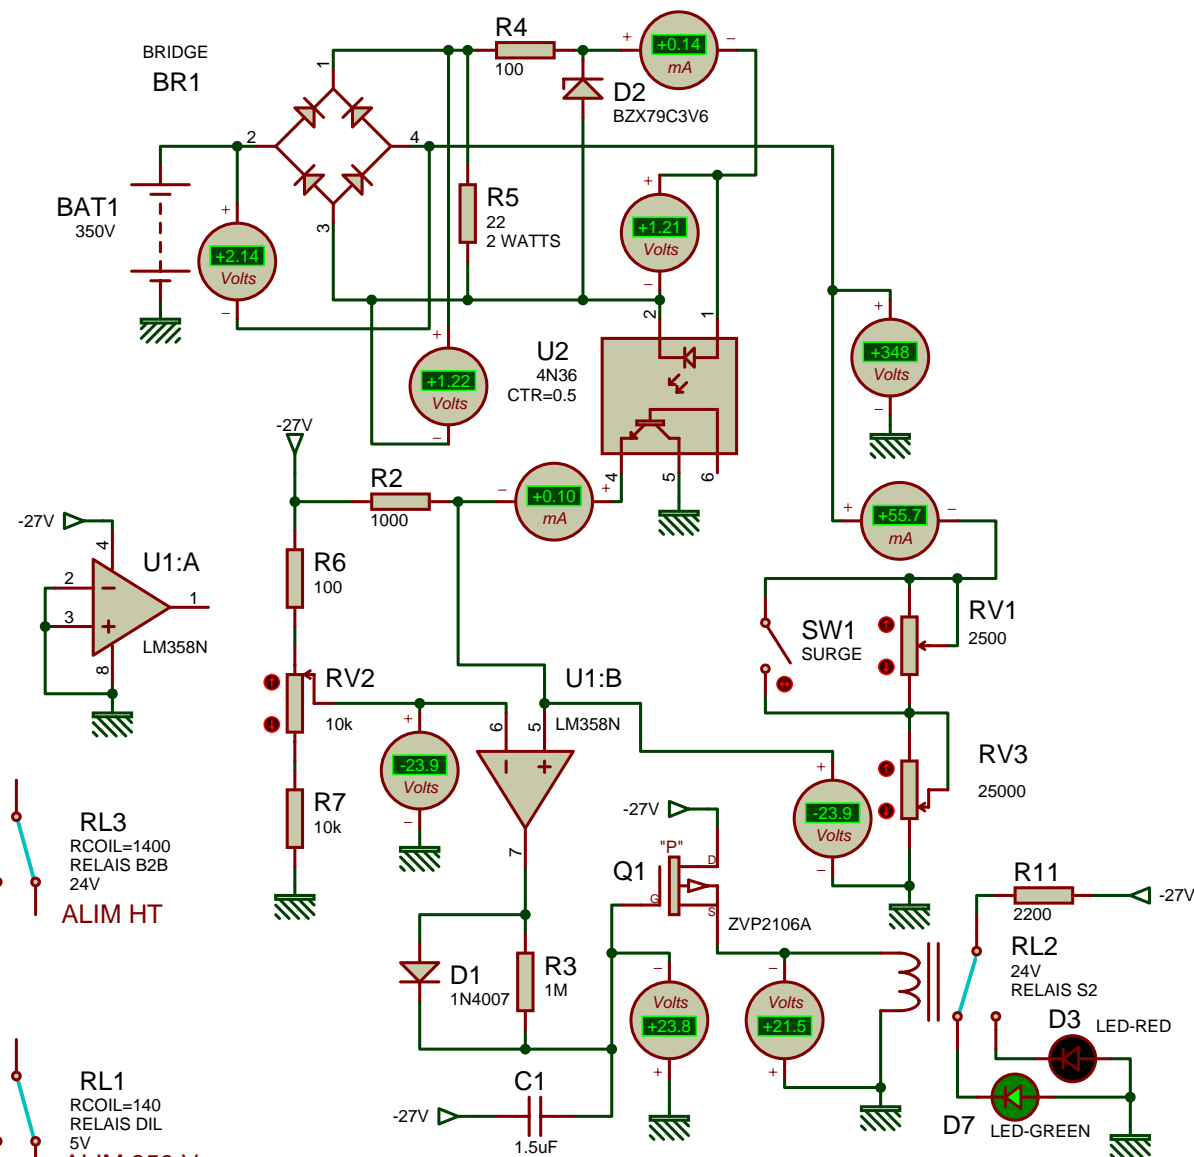 BRIDGE
BR1
1
2
4
3
R4
100
+
+0.14
mA
−
D2
BZX79C3V6
BAT1
350V
+
+2.14
Volts
−
R5
22
2 WATTS
+
+1.21
Volts
−
2
1
U2
4N36
CTR=0.5
+
+1.22
Volts
−
+
+348
Volts
−
4
5
6
-27V
R2
1000
−
+0.10
mA
+
+
+55.7
mA
−
-27V
4
U1:A
2
3
1
8
LM358N
R6
100
RV2
10k
R7
10k
SW1
SURGE
RV1
2500
U1:B
LM358N
6
5
7
+
-23.9
Volts
−
RV3
25000
+
-23.9
Volts
−
RL3
RCOIL=1400
RELAIS B2B
24V
ALIM HT
-27V
"P"
Q1
D
G
S
ZVP2106A
R11
2200
-27V
RL2
24V
RELAIS S2
D1
1N4007
R3
1M
−
Volts
+23.8
+
−
Volts
+21.5
+
D3
LED-RED
D7
LED-GREEN
RL1
RCOIL=140
RELAIS DIL
5V
-27V
C1
1.5uF